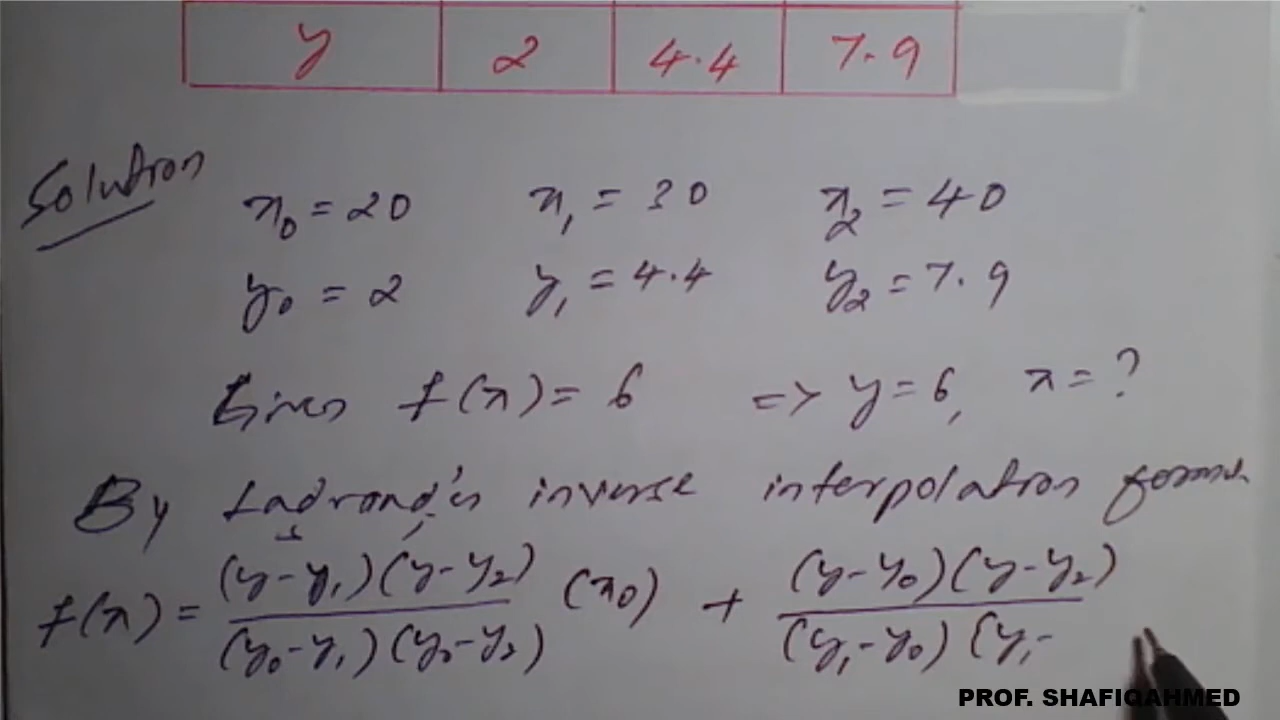 y 2 4.4 7.9
Solution
x₀ = 20 x₁ = 30 x₂ = 40
y₀ = 2 y₁ = 4.4 y₂ = 7.9
Given f(x) = 6 => y = 6, x = ?
By Lagrang's inverse interpolation
f(x) = (y-y₁)(y-y₂) / (y₀-y₁)(y₀-y₂) (x₀) + (y-y₀)(y-y₂) / (y₁-y₀)(y₁-
PROF. SHAFIQAHMED